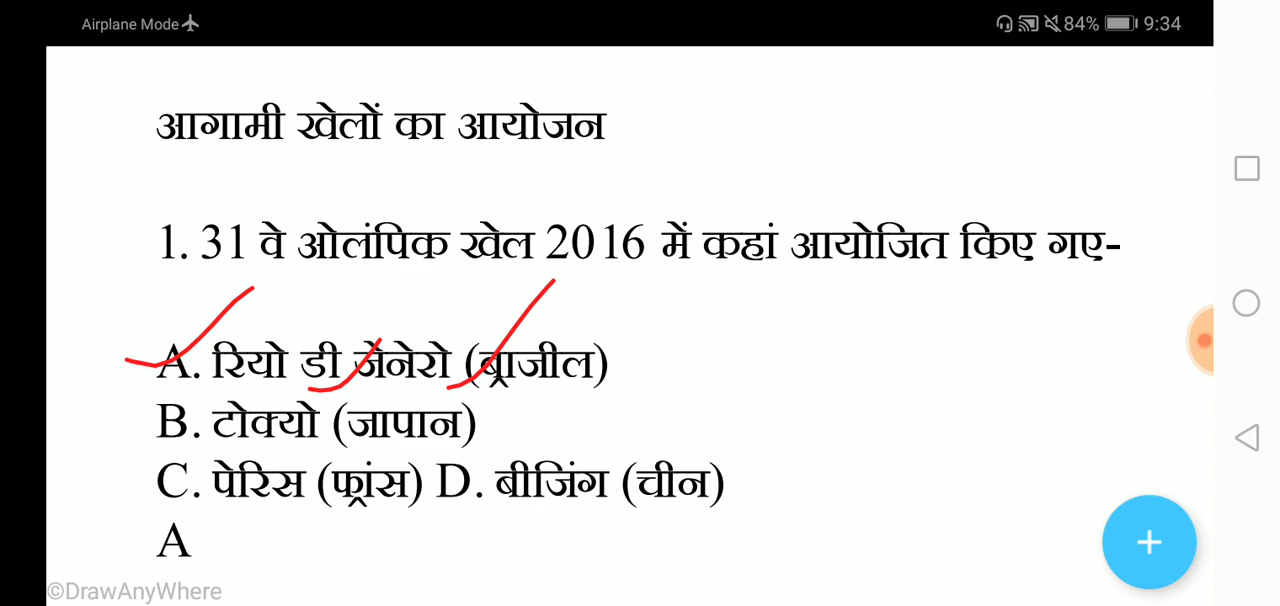 Airplane Mode 84% 9:34
आगामी खेलों का आयोजन
1. 31 वे ओलंपिक खेल 2016 में कहां आयोजित किए गए-
A. रियो डी जेनेरो (ब्राजील)
B. टोक्यो (जापान)
C. पेरिस (फ्रांस) D. बीजिंग (चीन)
A
©DrawAnyWhere